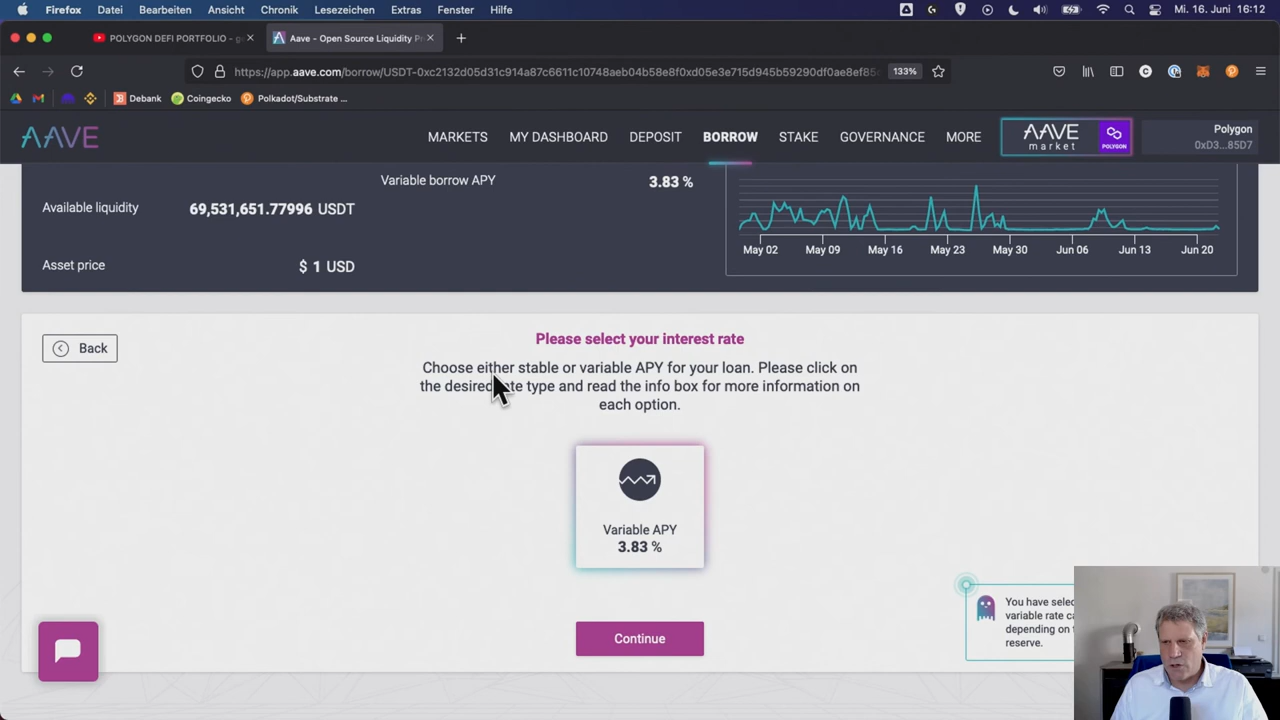 Firefox Datei Bearbeiten Ansicht Chronik Lesezeichen Extras Fenster Hilfe Mi. 16. Juni 16:12
POLYGON DEFI PORTFOLIO - Aave - Open Source Liquidity
https://app.aave.com/borrow/USDT-0xc2132d05d31c914a87c6611c10748aeb04b58e8f0xd05e3e715d945b59290df0ae8ef85 133%
Debank Coingecko Polkadot/Substrate ...
AAVE MARKETS MY DASHBOARD DEPOSIT BORROW STAKE GOVERNANCE MORE AAVE market POLYGON Polygon 0xD3...85D7
Variable borrow APY 3.83 %
Available liquidity 69,531,651.77996 USDT
May 02 May 09 May 16 May 23 May 30 Jun 06 Jun 13 Jun 20
Asset price $ 1 USD
Back
Please select your interest rate
Choose either stable or variable APY for your loan. Please click on
the desired type and read the info box for more information on
each option.
Variable APY
3.83 %
You have
variable rate
depending on
reserve.
Continue